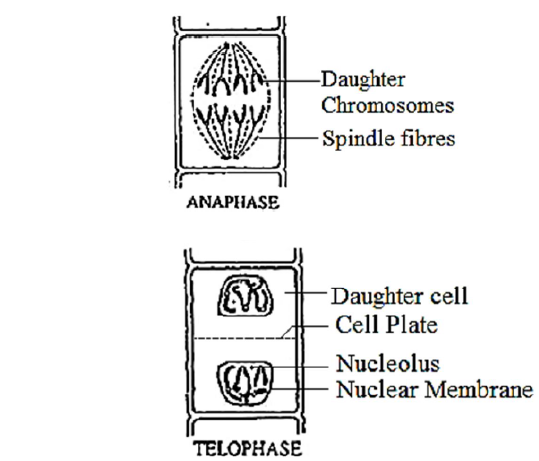 Daughter
Chromosomes
Spindle fibres
ANAPHASE
Daughter cell
Cell Plate
Nucleolus
Nuclear Membrane
TELOPHASE